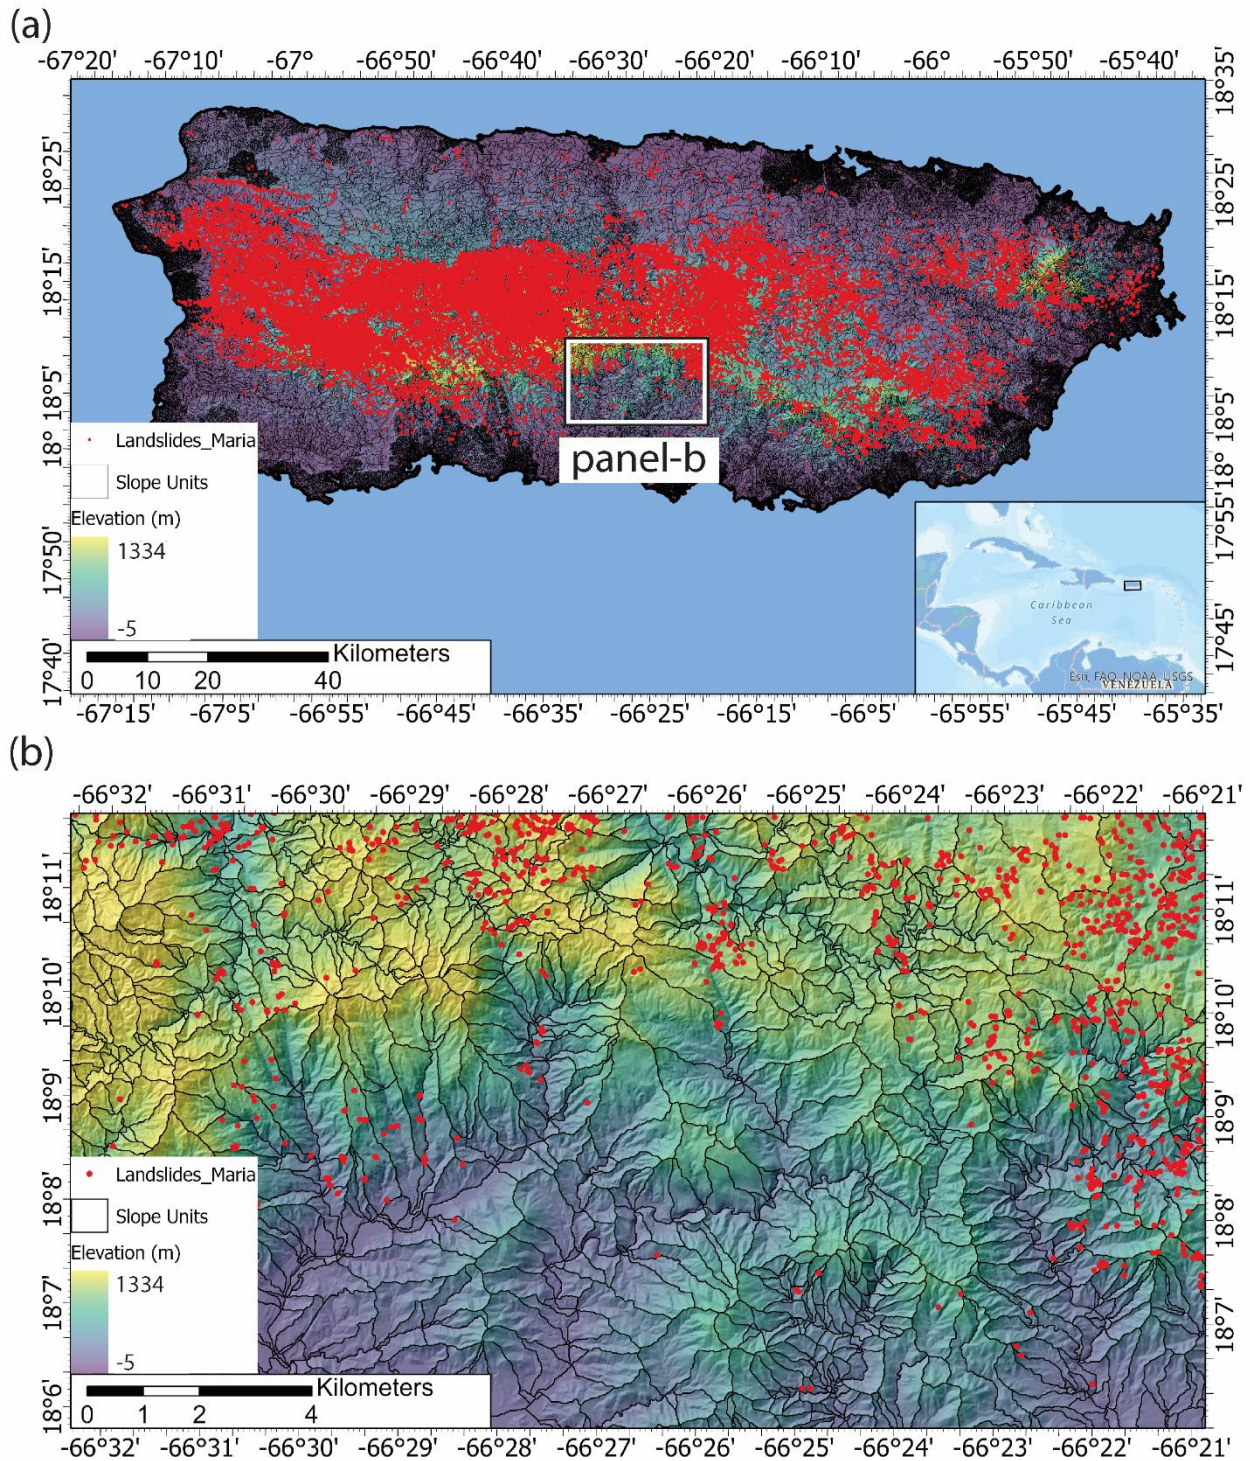 (a)
-67°20' -67°10' -67° -66°50' -66°40' -66°30' -66°20' -66°10' -66° -65°50' -65°40'
18°35'
18°25'
18°25'
18°15'
18°15'
18°5'
18°5'
18°
18°
17°55'
17°50'
17°45'
17°40'
panel-b
Landslides_Maria
Slope Units
Elevation (m)
1334
-5
Kilometers
0 10 20 40
Caribbean
Sea
Esri, FAO, NOAA, USGS
VENEZUELA
-67°15' -67°5' -66°55' -66°45' -66°35' -66°25' -66°15' -66°5' -65°55' -65°45' -65°35'
(b)
-66°32' -66°31' -66°30' -66°29' -66°28' -66°27' -66°26' -66°25' -66°24' -66°23' -66°22' -66°21'
18°11'
18°11'
18°10'
18°10'
18°9'
18°9'
18°8'
18°8'
18°7'
18°7'
18°6'
Landslides_Maria
Slope Units
Elevation (m)
1334
-5
Kilometers
0 1 2 4
-66°32' -66°31' -66°30' -66°29' -66°28' -66°27' -66°26' -66°25' -66°24' -66°23' -66°22' -66°21'